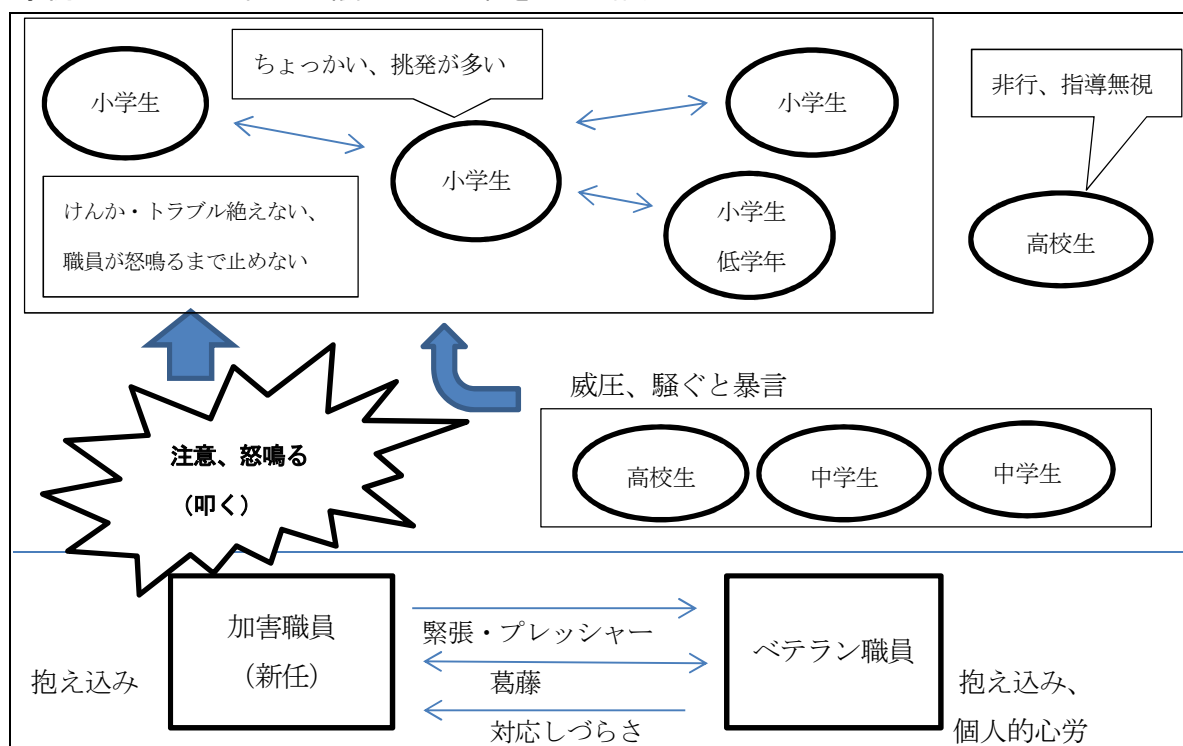 ちょっかい、挑発が多い
小学生
小学生
小学生
非行、指導無視
小学生
低学年
けんか・トラブル絶えない、
職員が怒鳴るまで止めない
高校生
威圧、騒ぐと暴言
注意、怒鳴る
（叩く）
高校生
中学生
中学生
加害職員
（新任）
緊張・プレッシャー
葛藤
対応しづらさ
ベテラン職員
抱え込み
抱え込み、
個人的心労